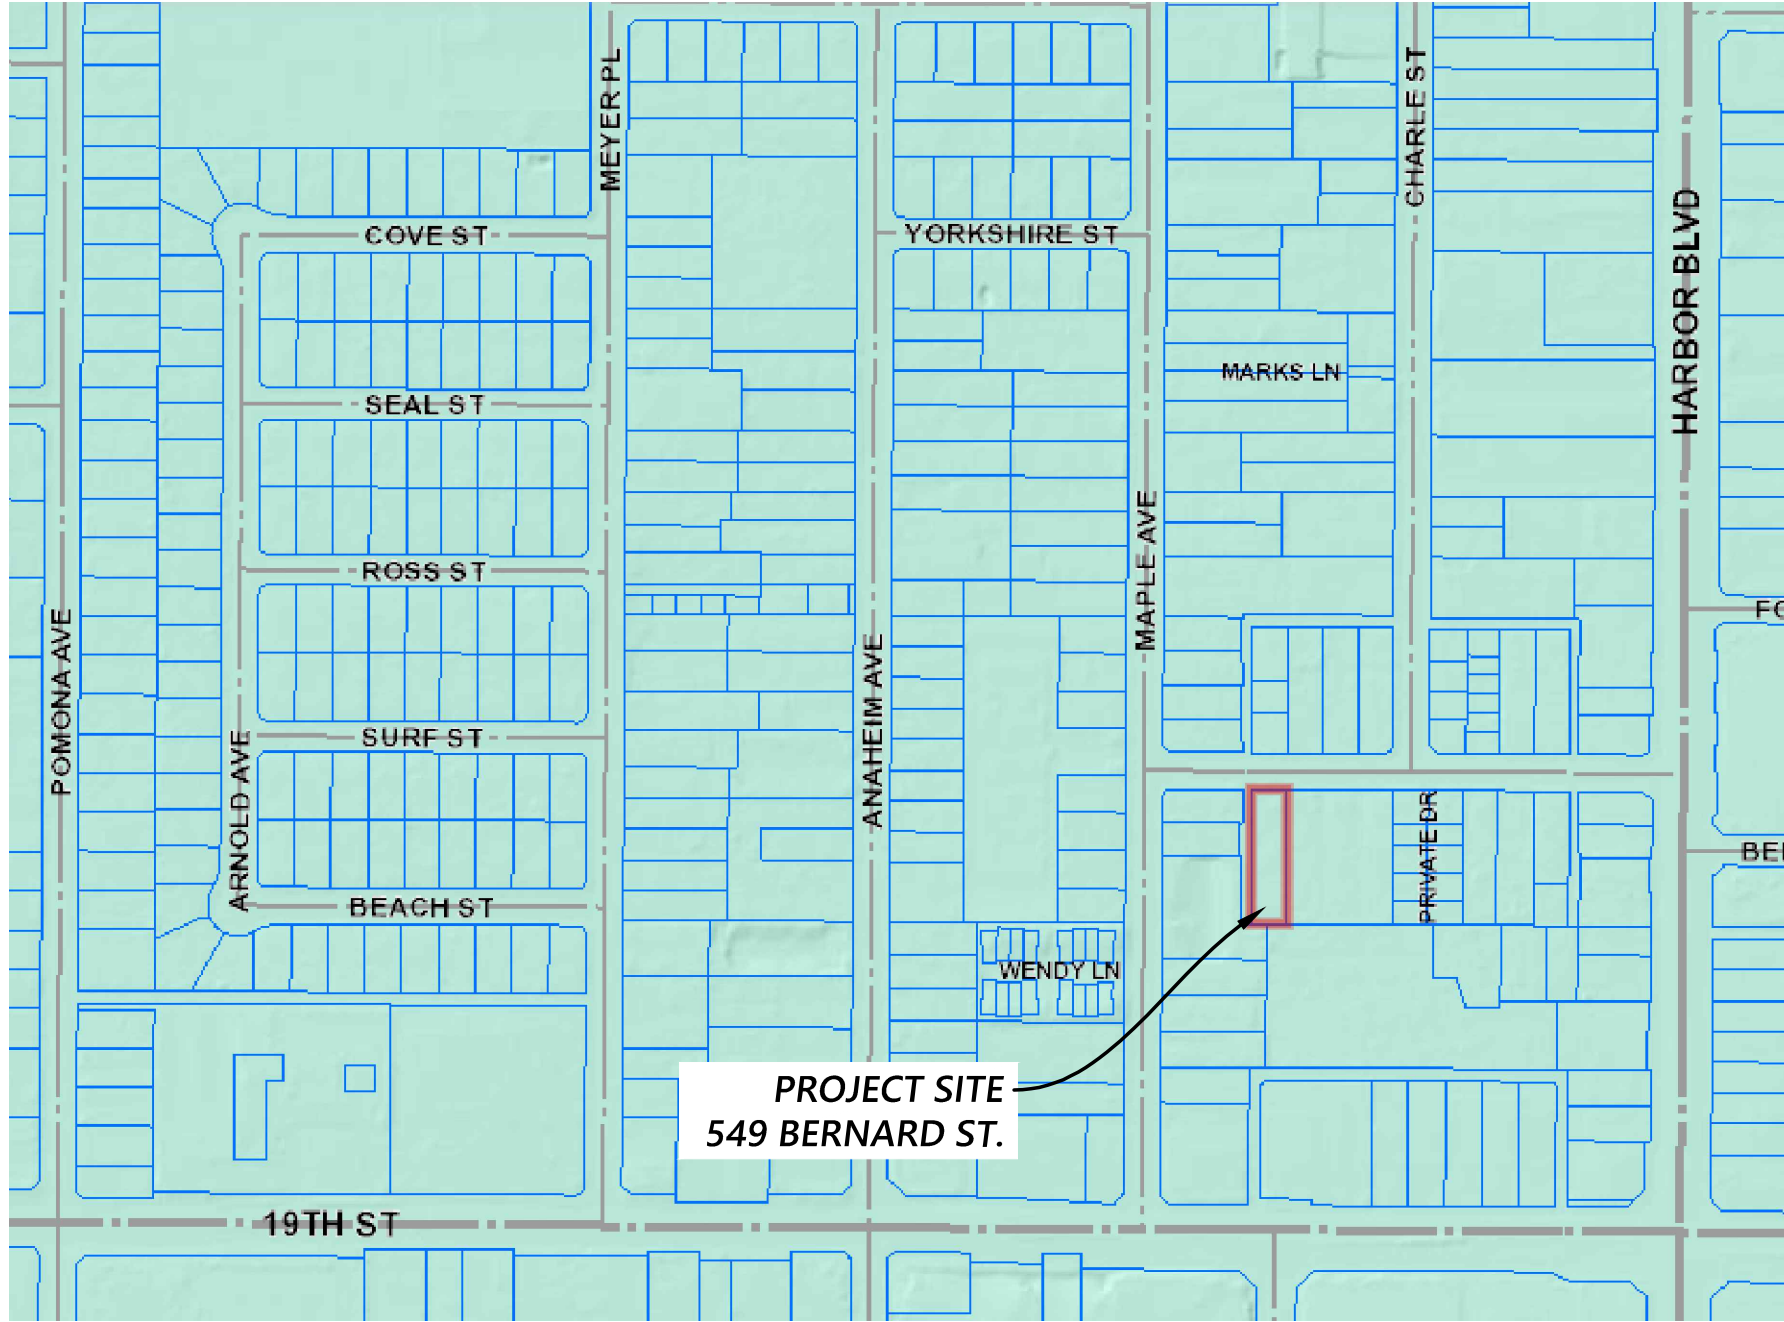 MEYER PL
CHARLE ST
COVE ST
YORKSHIRE ST
HARBOR BLVD
MARKS LN
SEAL ST
MAPLE AVE
ROSS ST
POMONA AVE
ANAHEIM AVE
SURF ST
ARNOLD AVE
PRIVATE DR
BEACH ST
WENDY LN
PROJECT SITE
549 BERNARD ST.
19TH ST